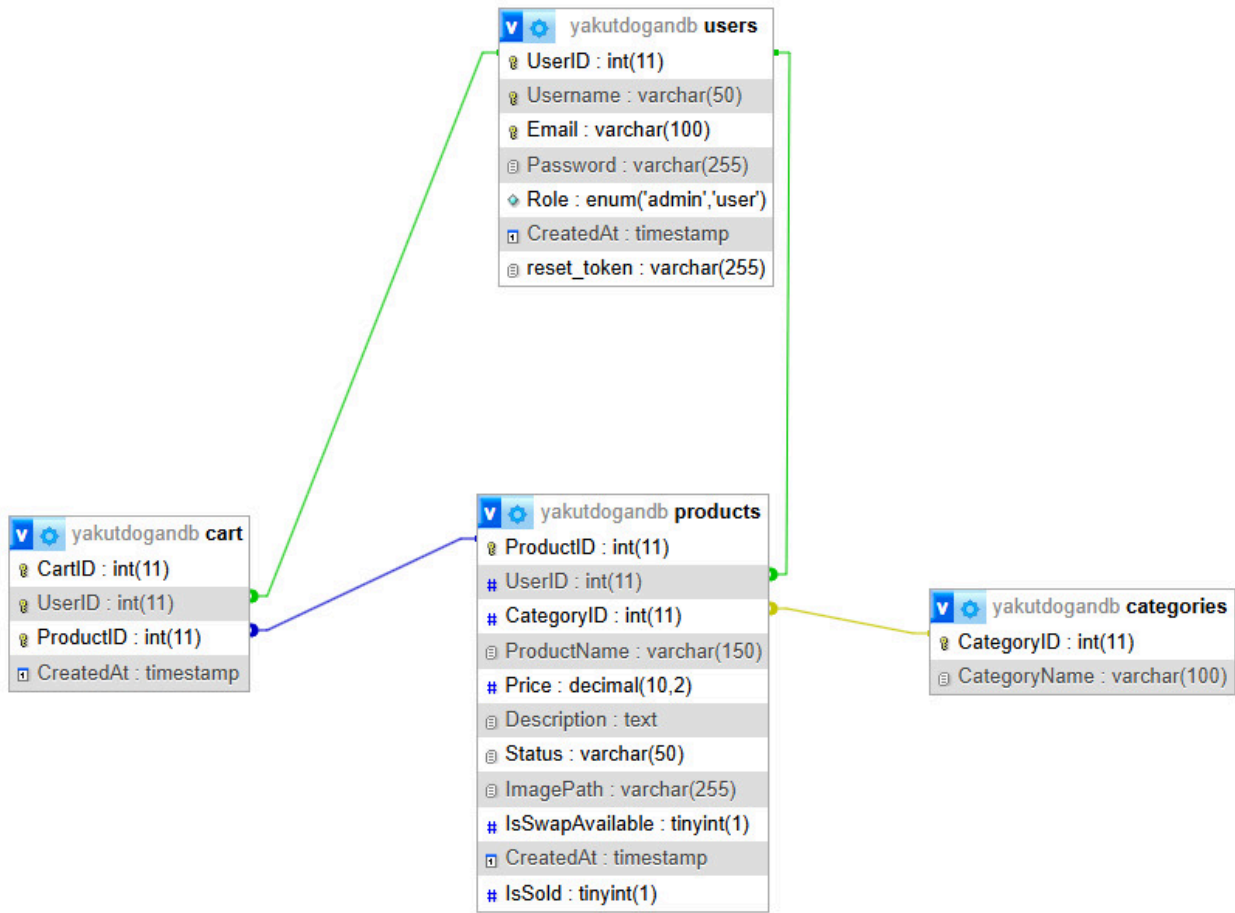 v yakutdogandb users
UserID : int(11)
Username : varchar(50)
Email : varchar(100)
Password : varchar(255)
Role : enum('admin','user')
CreatedAt : timestamp
reset_token : varchar(255)
v yakutdogandb cart
CartID : int(11)
UserID : int(11)
ProductID : int(11)
CreatedAt : timestamp
v yakutdogandb products
ProductID : int(11)
# UserID : int(11)
# CategoryID : int(11)
ProductName : varchar(150)
# Price : decimal(10,2)
Description : text
Status : varchar(50)
ImagePath : varchar(255)
# IsSwapAvailable : tinyint(1)
CreatedAt : timestamp
# IsSold : tinyint(1)
v yakutdogandb categories
CategoryID : int(11)
CategoryName : varchar(100)